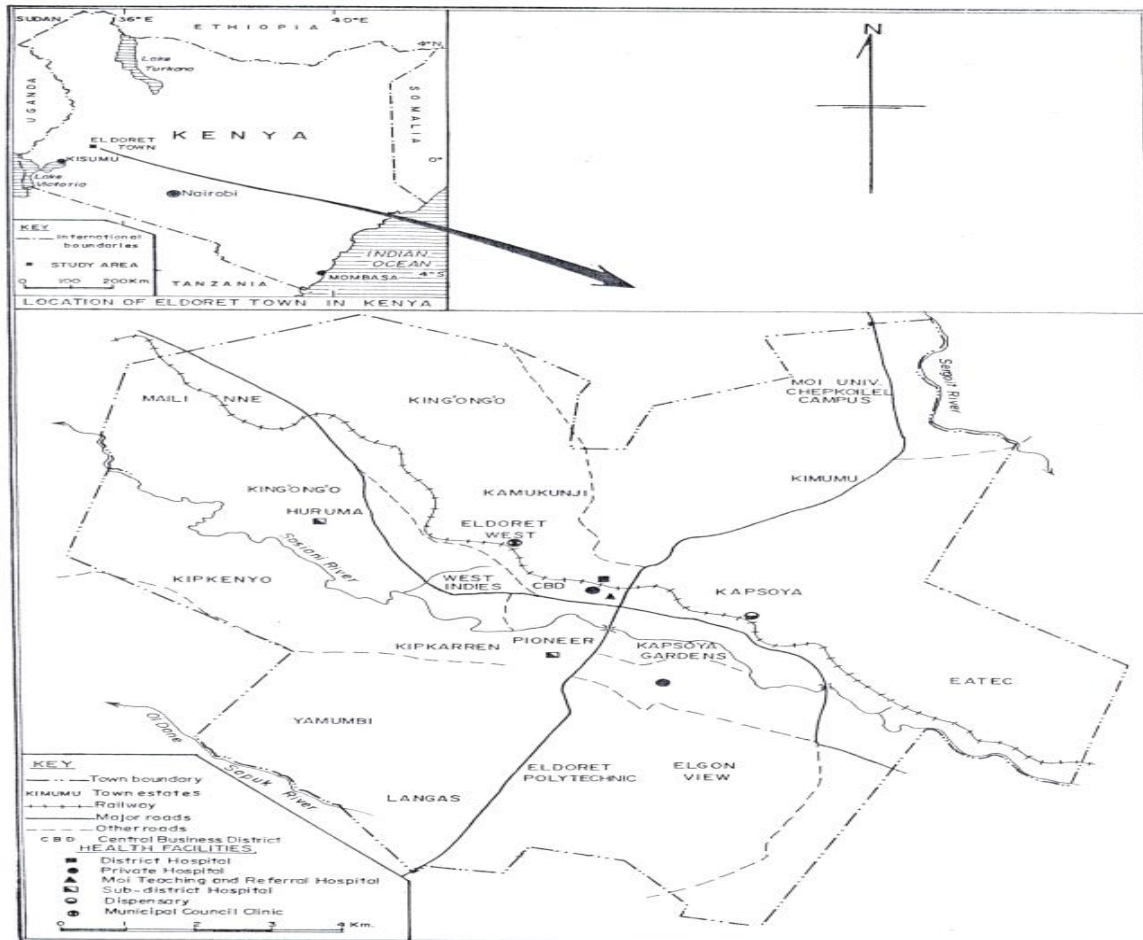 SUDAN
36°E
40°E
ETHIOPIA
4°N
Lake
Turkana
UGANDA
SOMALIA
KENYA
ELDORET
TOWN
KISUMU
0°
Lake
Victoria
Nairobi
KEY
International
boundaries
STUDY AREA
0 100 200Km
INDIAN
OCEAN
MOMBASA
4°S
TANZANIA
LOCATION OF ELDORET TOWN IN KENYA
N
MAILI NNE
KING'ONG'O
MOI UNIV.
CHEPKOILEL
CAMPUS
Sergoit River
KIMUMU
KING'ONG'O
HURUMA
KAMUKUNJI
ELDORET
WEST
Sosiani River
KIPKENYO
WEST
INDIES
CBD
KAPSOYA
KIPKARREN
PIONEER
KAPSOYA
GARDENS
EATEC
YAMUMBI
Ol Done
Sepuk River
LANGAS
ELDORET
POLYTECHNIC
ELGON
VIEW
KEY
Town boundary
KIMUMU Town estates
Railway
Major roads
Other roads
CBD Central Business District
HEALTH FACILITIES
District Hospital
Private Hospital
Moi Teaching and Referral Hospital
Sub-district Hospital
Dispensary
Municipal Council Clinic
0 1 2 3 4 Km.